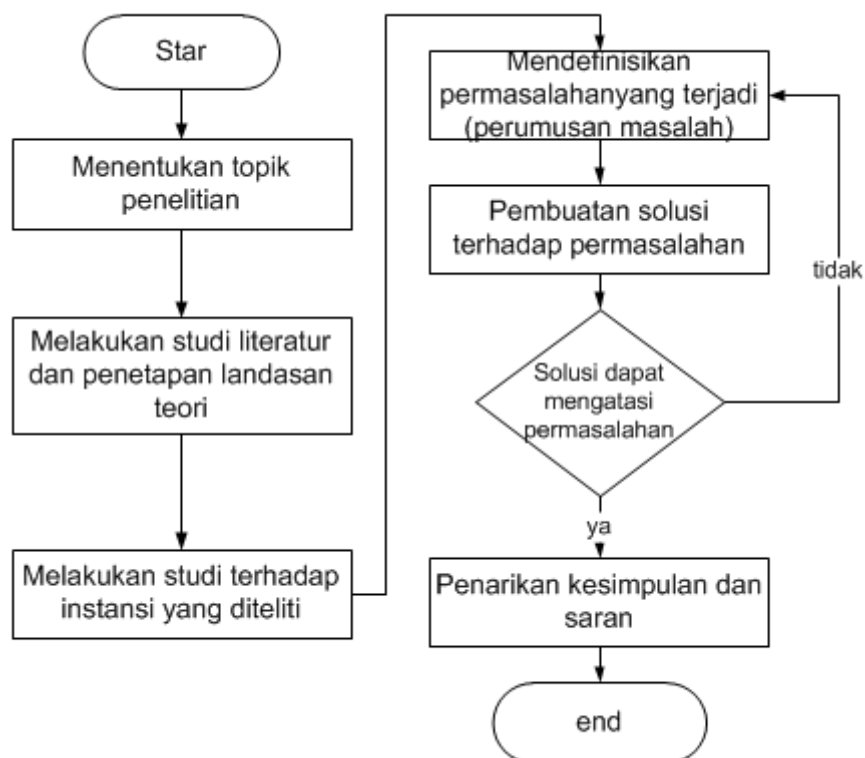 Star
Menentukan topik
penelitian
Melakukan studi literatur
dan penetapan landasan
teori
Melakukan studi terhadap
instansi yang diteliti
Mendefinisikan
permasalahanyang terjadi
(perumusan masalah)
Pembuatan solusi
terhadap permasalahan
Solusi dapat
mengatasi
permasalahan
tidak
ya
Penarikan kesimpulan dan
saran
end